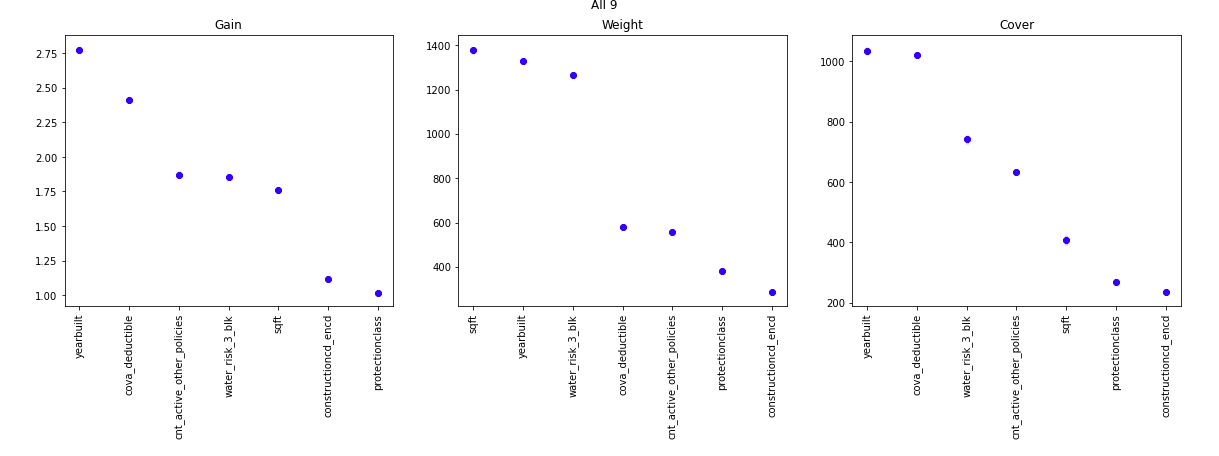 All 9
Gain
2.75
2.50
2.25
2.00
1.75
1.50
1.25
1.00
yearbuilt
cova_deductible
cnt_active_other_policies
water_risk_3_blk
sqft
constructioncd_encd
protectionclass
Weight
1400
1200
1000
800
600
400
sqft
yearbuilt
water_risk_3_blk
cova_deductible
cnt_active_other_policies
protectionclass
constructioncd_encd
Cover
1000
800
600
400
200
yearbuilt
cova_deductible
water_risk_3_blk
cnt_active_other_policies
sqft
protectionclass
constructioncd_encd